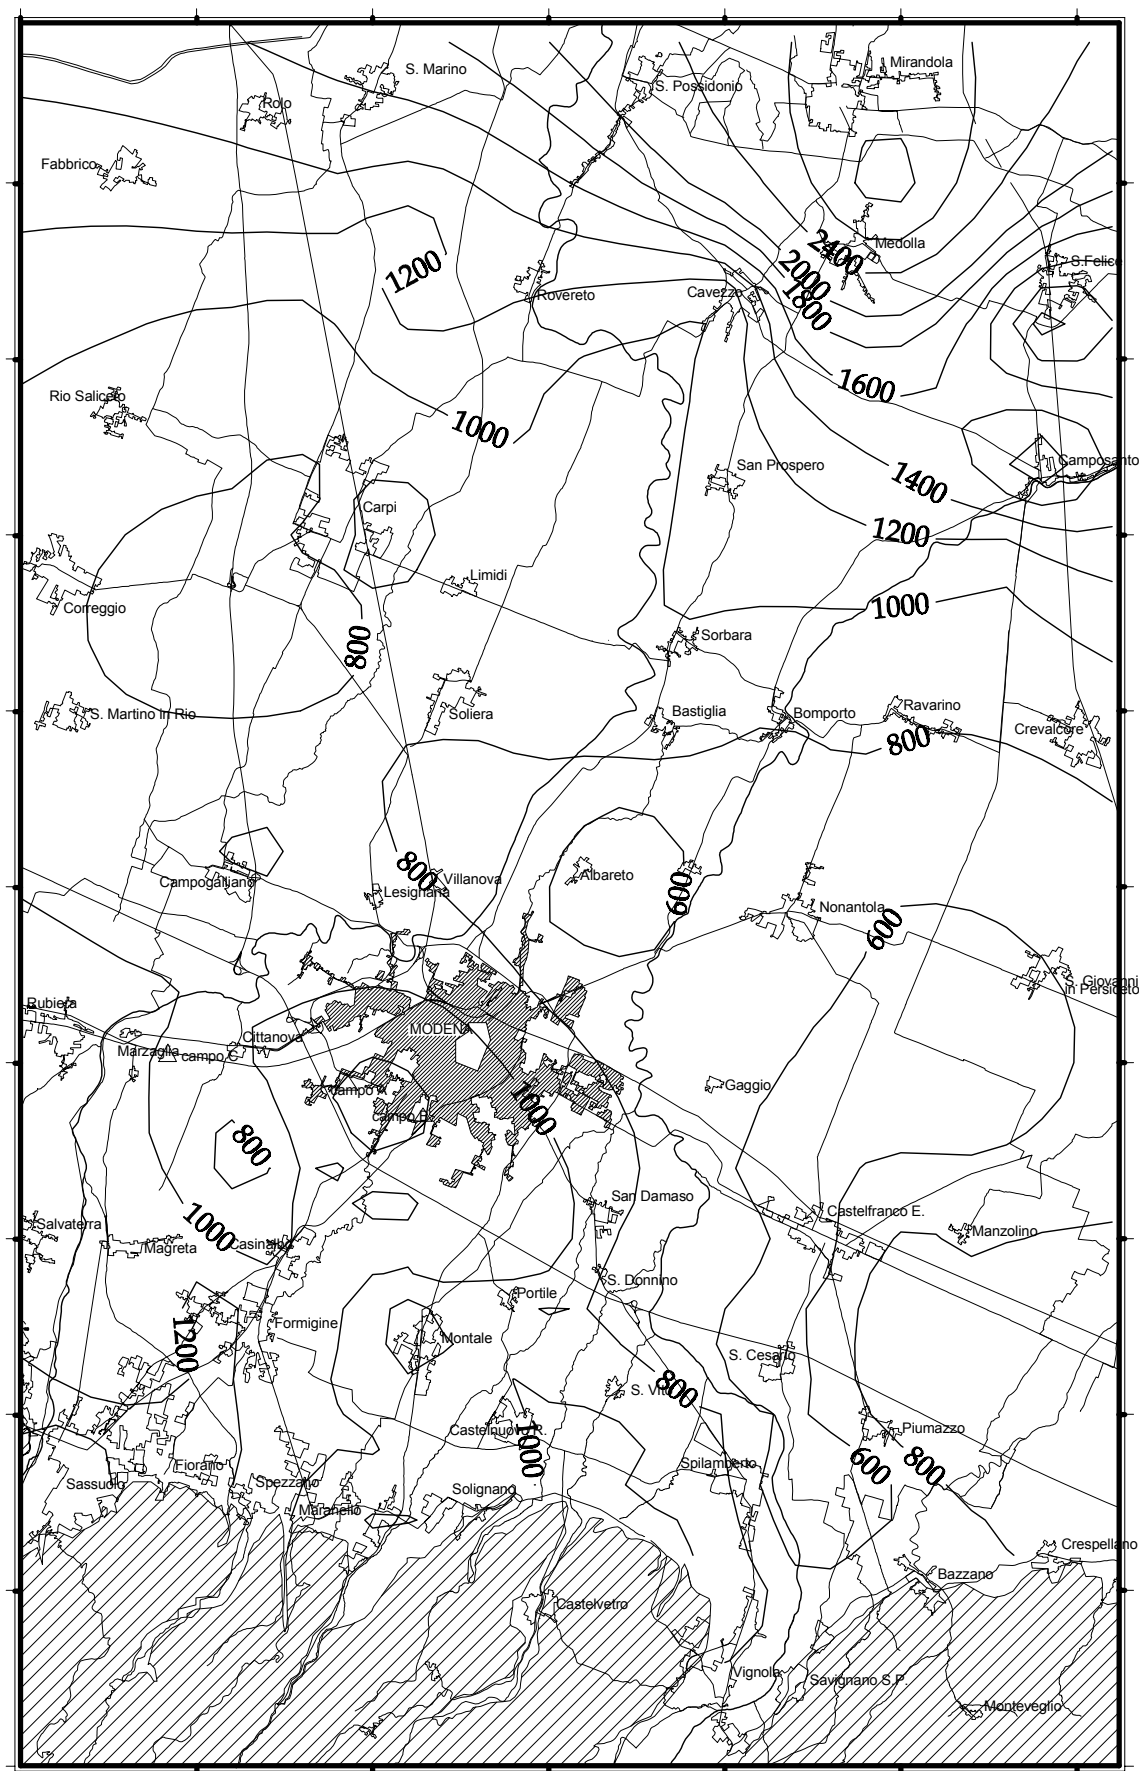 Mirandola
S. Marino
S. Possidonio
Rolo
Fabbrico
2400
Medolla
1200
2000
S.Felice
Rovereto
Cavezzo
1800
1600
Rio Saliceto
1000
San Prospero
Camposanto
1400
Carpi
1200
Limidi
Correggio
1000
800
Sorbara
S. Martino in Rio
Soliera
Bastiglia
Bomporto
Ravarino
Crevalcore
800
800
Campogalliano
Villanova
Lesignana
Albareto
600
Nonantola
600
S. Giovanni
in Persiceto
Rubiera
MODENA
Cittanova
Marzaglia
campo C
campo A
Gaggio
1000
campo B
800
San Damaso
Castelfranco E.
1000
Salvaterra
Manzolino
Magreta
Casinalbo
S. Donnino
Portile
Formigine
1200
Montale
S. Cesario
800
S. Vito
Castelnuovo R.
Piumazzo
1000
Fiorano
Spilamberto
600
800
Sassuolo
Spezzano
Solignano
Maranello
Crespellano
Bazzano
Castelvetro
Vignola
Savignano S.P.
Monteveglio